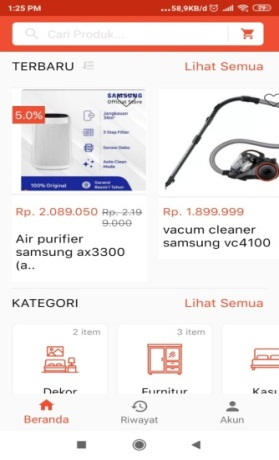 1:25 PM ...58,9KB/d 79
Cari Produk...
TERBARU Lihat Semua
5.0%
SAMSUNG
Official Store
Jangkauan
360°
3 Step Filter
Sensor Debu
Auto Clean
Mode
100% Original
Garansi
Resmi 1 Tahun
Rp. 2.089.050 Rp. 2.19
9.000
Air purifier
samsung ax3300
(a..
Rp. 1.899.999
vacum cleaner
samsung vc4100
KATEGORI Lihat Semua
2 item
Dekor
3 item
Furnitur
Kasu
Beranda Riwayat Akun